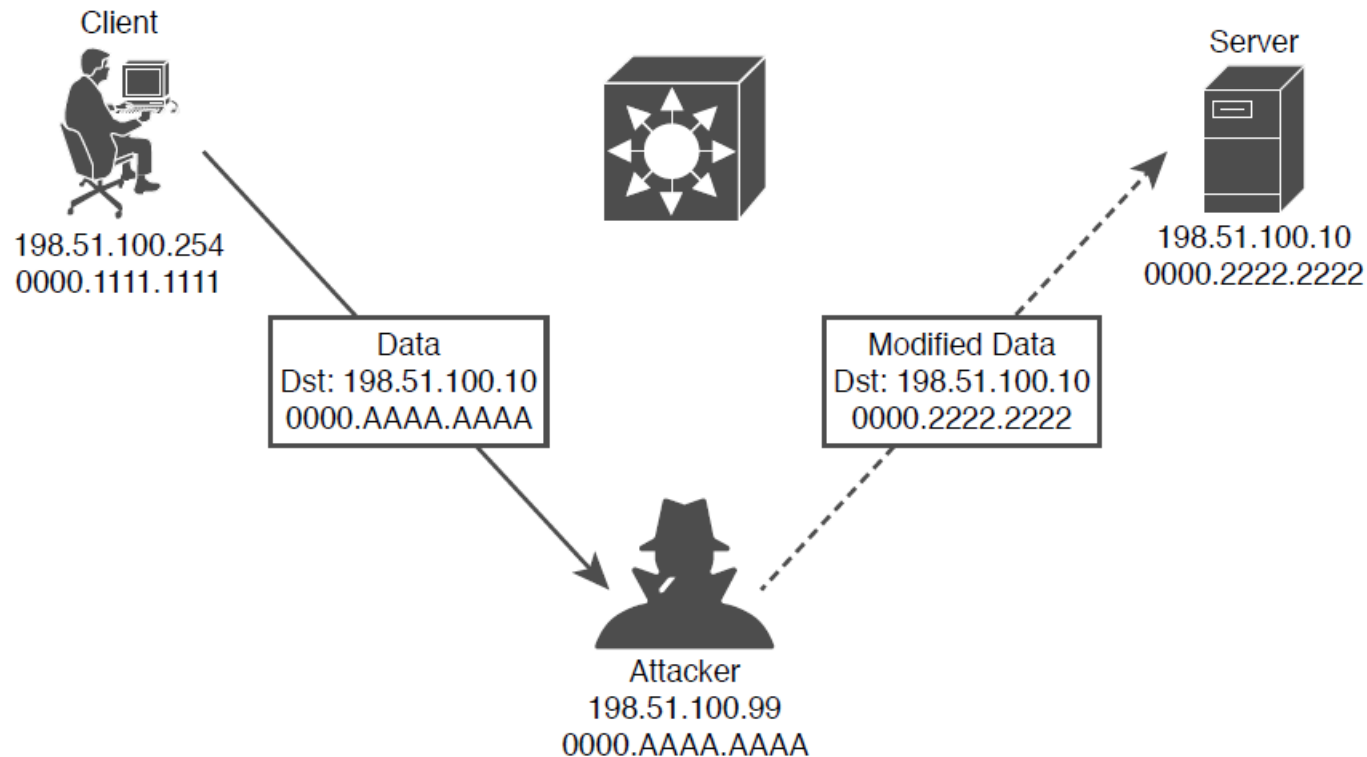 Client
198.51.100.254
0000.1111.1111
Server
198.51.100.10
0000.2222.2222
Data
Dst: 198.51.100.10
0000.AAAA.AAAA
Modified Data
Dst: 198.51.100.10
0000.2222.2222
Attacker
198.51.100.99
0000.AAAA.AAAA